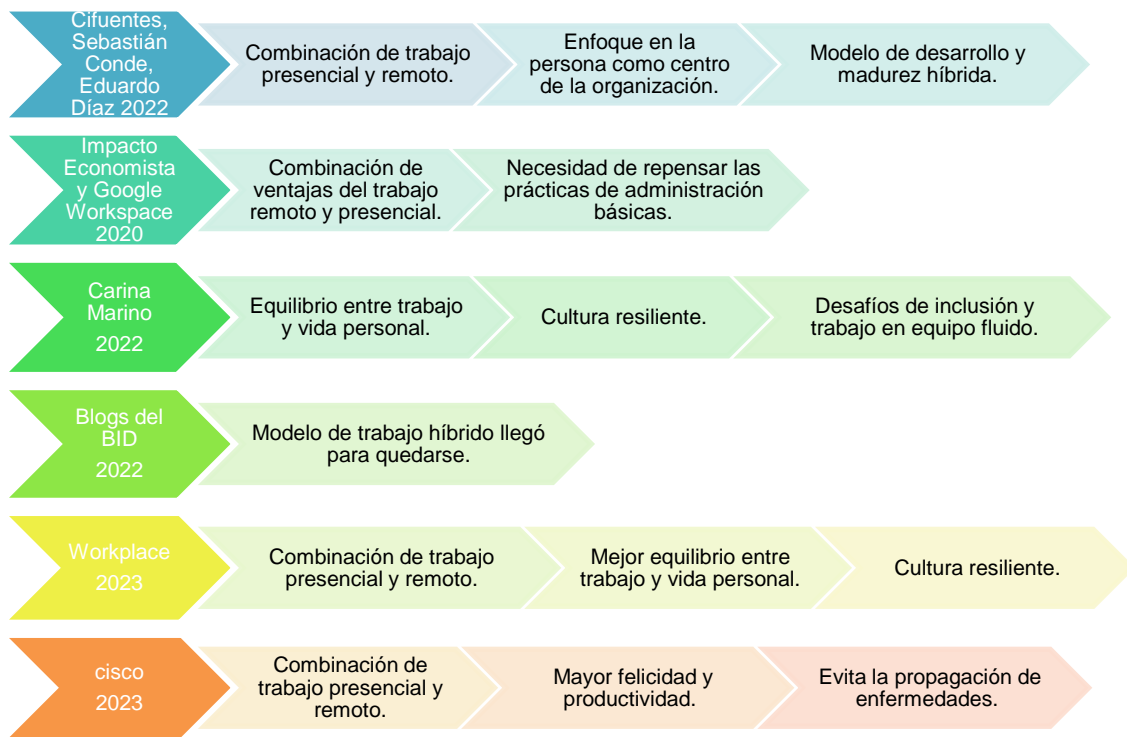 Cifuentes,
Sebastián
Conde,
Eduardo
Díaz 2022
Combinación de trabajo
presencial y remoto.
Enfoque en la
persona como centro
de la organización.
Modelo de desarrollo y
madurez híbrida.
Impacto
Economista
y Google
Workspace
2020
Combinación de
ventajas del trabajo
remoto y presencial.
Necesidad de repensar las
prácticas de administración
básicas.
Carina
Marino
2022
Equilibrio entre trabajo
y vida personal.
Cultura resiliente.
Desafíos de inclusión y
trabajo en equipo fluido.
Blogs del
BID
2022
Modelo de trabajo híbrido llegó
para quedarse.
Workplace
2023
Combinación de trabajo
presencial y remoto.
Mejor equilibrio entre
trabajo y vida personal.
Cultura resiliente.
cisco
2023
Combinación de
trabajo presencial y
remoto.
Mayor felicidad y
productividad.
Evita la propagación de
enfermedades.